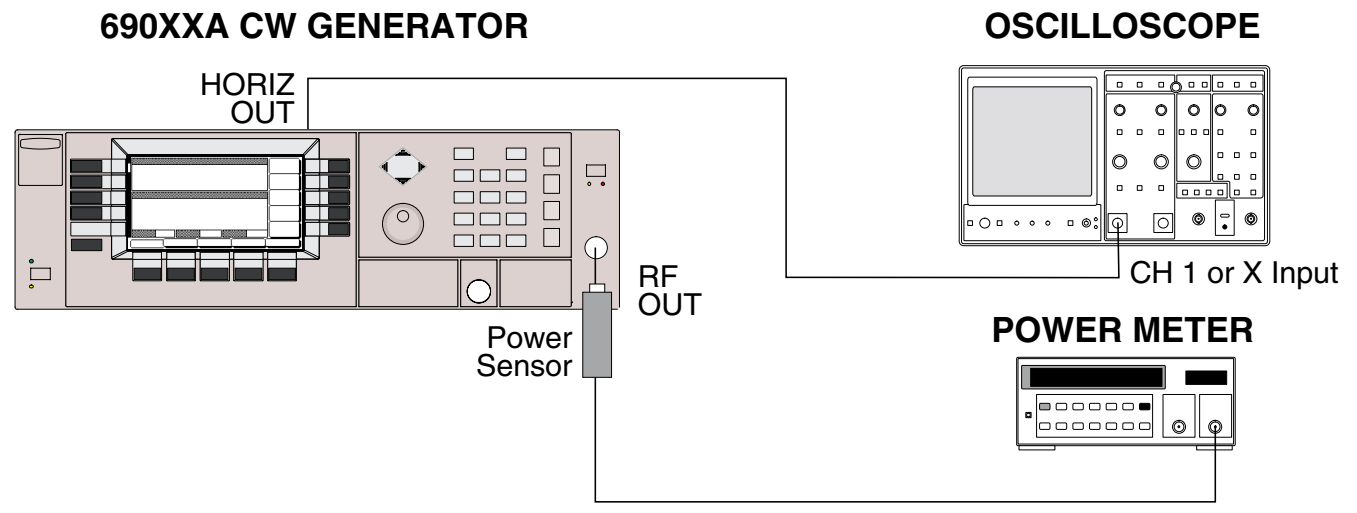 690XXA CW GENERATOR
OSCILLOSCOPE
HORIZ
OUT
RF
OUT
CH 1 or X Input
Power
Sensor
POWER METER